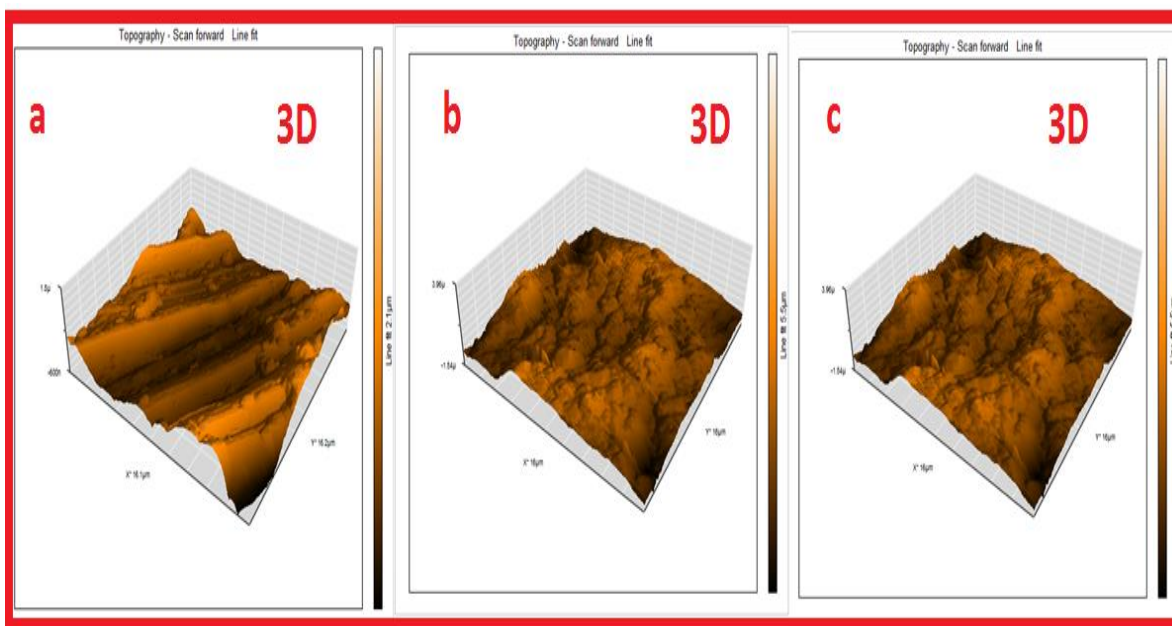 Topography - Scan forward Line fit
a
3D
1.5µ
-600n
X* 16.1µm
Y* 16.2µm
Line fit 2.1µm
Topography - Scan forward Line fit
b
3D
3.96µ
-1.54µ
X* 16µm
Y* 16µm
Line fit 5.5µm
Topography - Scan forward Line fit
c
3D
3.96µ
-1.54µ
X* 16µm
Y* 16µm